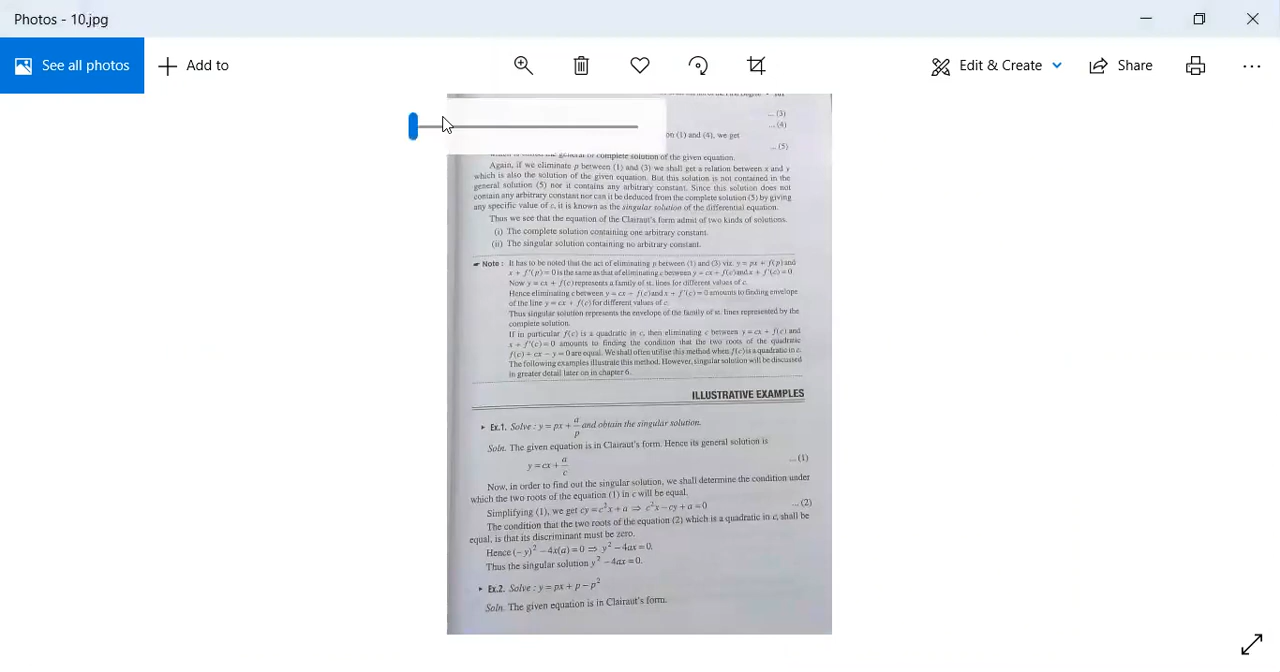 Photos - 10.jpg
See all photos
Add to
Edit & Create
Share
... (3)
... (4)
on (1) and (4), we get
... (5)
general or complete solution of the given equation.
Again, if we eliminate p between (1) and (3) we shall get a relation between x and y
which is also the solution of the given equation. But this solution is not contained in the
general solution (5) nor it contains any arbitrary constant. Since this solution does not
contain any arbitrary constant nor can it be deduced from the complete solution (5) by giving
any specific value of c, it is known as the singular solution of the differential equation.
Thus we see that the equation of the Clairaut's form admit of two kinds of solutions.
(i) The complete solution containing one arbitrary constant.
(ii) The singular solution containing no arbitrary constant.
☛ Note : It has to be noted that the act of eliminating p between (1) and (3) viz. y = px + f(p) and
x + f'(p) = 0 is the same as that of eliminating c between y = cx + f(c) and x + f'(c) = 0.
Now y = cx + f(c) represents a family of st. lines for different values of c.
Hence eliminating c between y = cx + f(c) and x + f'(c) = 0 amounts to finding envelope
of the line y = cx + f(c) for different values of c.
Thus singular solution represents the envelope of the family of st. lines represented by the
complete solution.
If in particular f(c) is a quadratic in c, then eliminating c between y = cx + f(c) and
x + f'(c) = 0 amounts to finding the condition that the two roots of the quadratic
f(c) + cx − y = 0 are equal. We shall often utilise this method when f(c) is a quadratic in c.
The following examples illustrate this method. However, singular solution will be discussed
in greater detail later on in chapter 6.
ILLUSTRATIVE EXAMPLES
▸ Ex.1. Solve : y = px + a/p and obtain the singular solution.
Soln. The given equation is in Clairaut's form. Hence its general solution is
y = cx + a/c ... (1)
Now, in order to find out the singular solution, we shall determine the condition under
which the two roots of the equation (1) in c will be equal.
Simplifying (1), we get cy = c²x + a ⇒ c²x − cy + a = 0 ... (2)
The condition that the two roots of the equation (2) which is a quadratic in c, shall be
equal, is that its discriminant must be zero.
Hence (−y)² − 4x(a) = 0 ⇒ y² − 4ax = 0.
Thus the singular solution y² − 4ax = 0.
▸ Ex.2. Solve : y = px + p − p²
Soln. The given equation is in Clairaut's form.